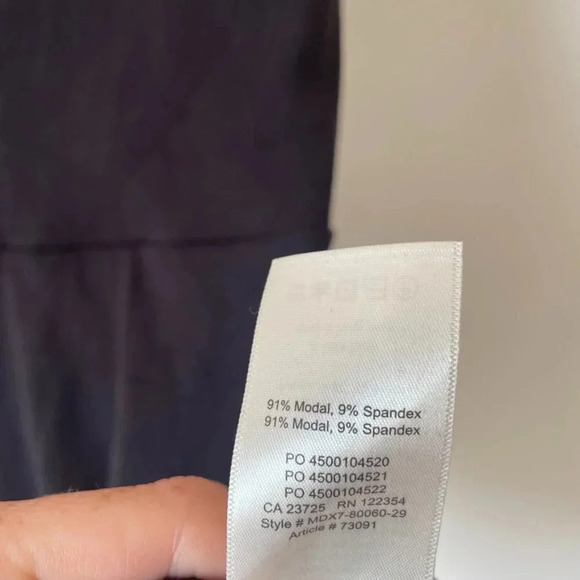 91% Modal, 9% Spandex
91% Modal, 9% Spandex
PO 4500104520
PO 4500104521
PO 4500104522
CA 23725 RN 122354
Style # MDX7-80060-29
Article # 73091